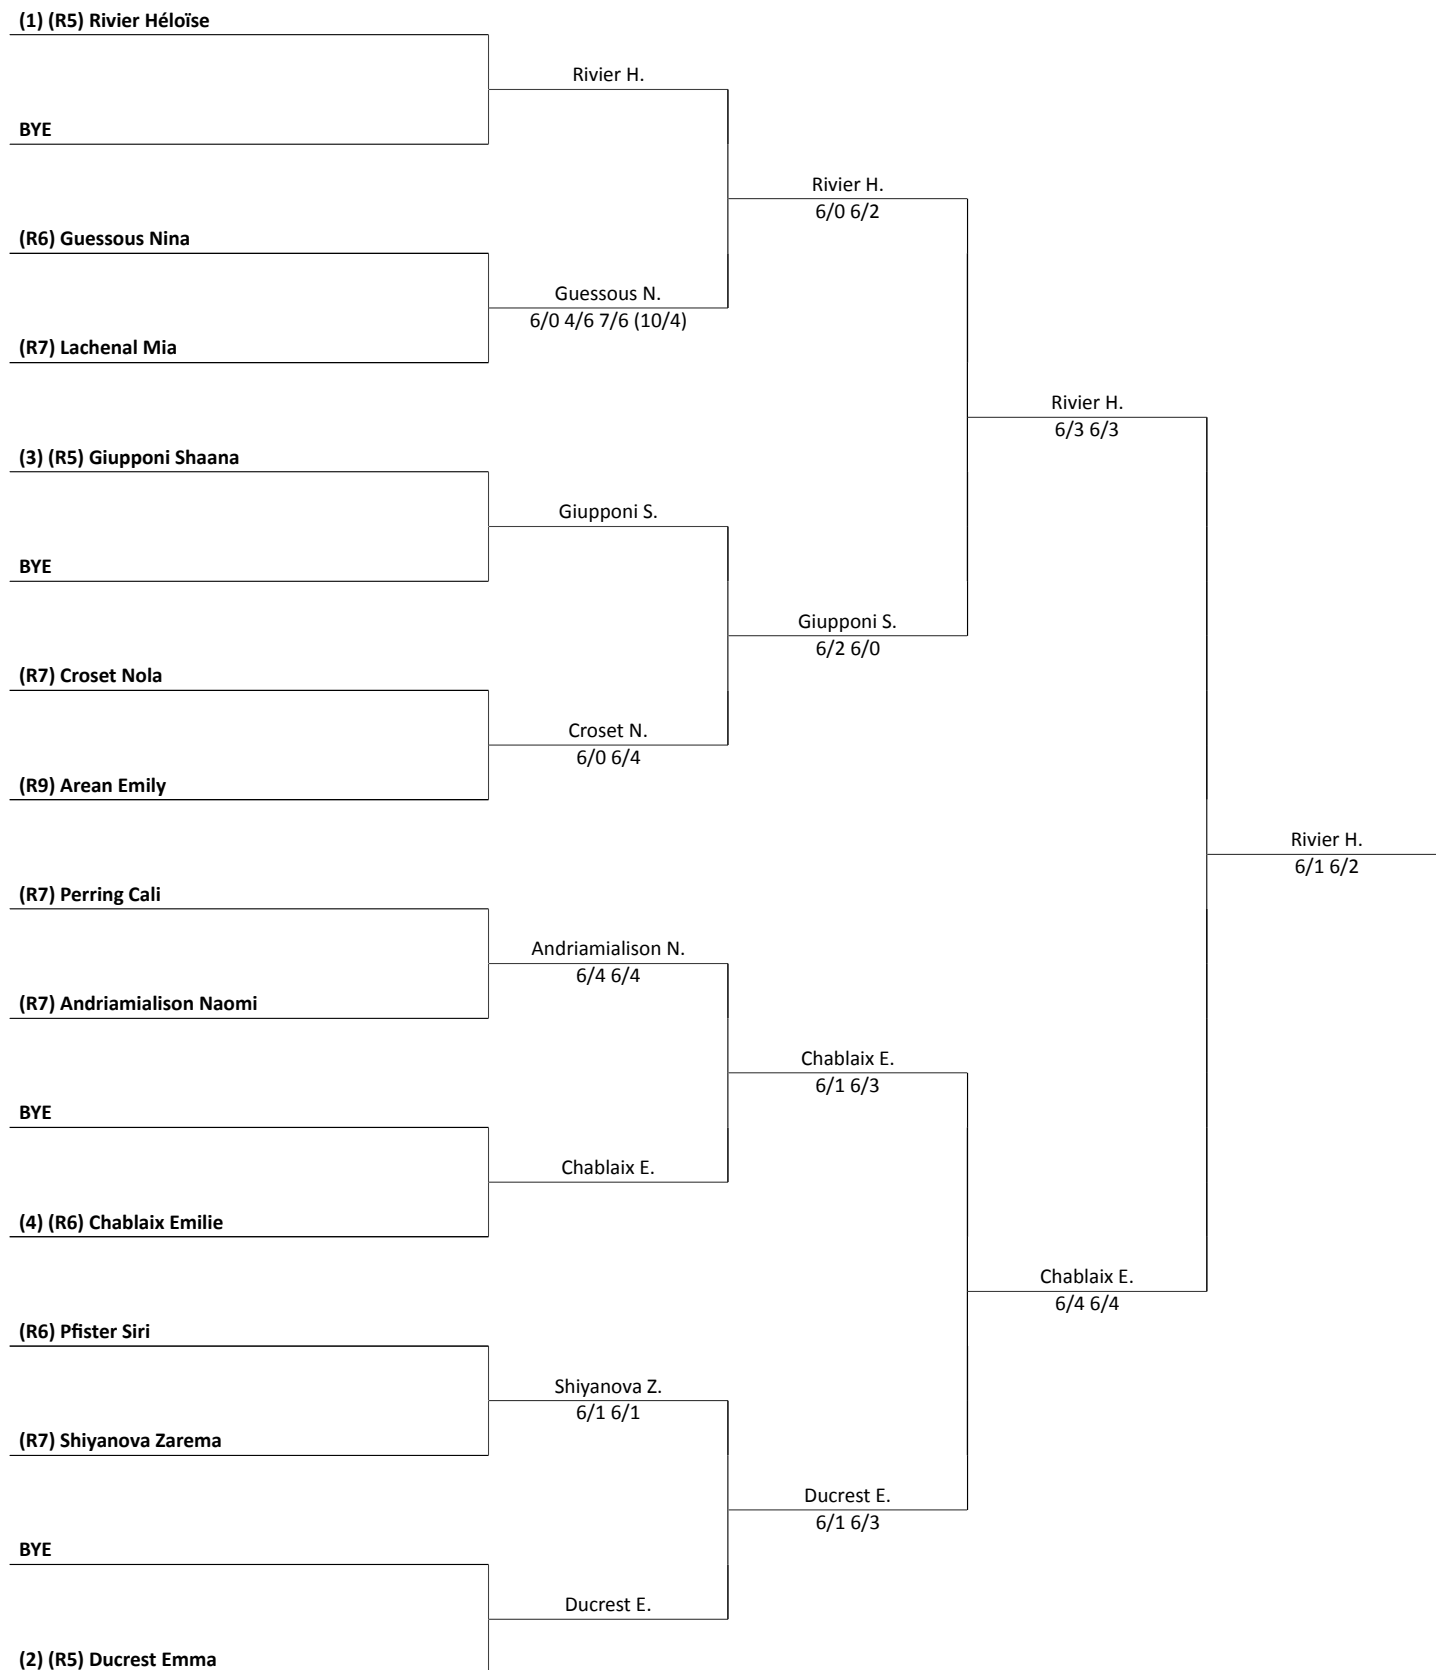 (1) (R5) Rivier Héloïse
Rivier H.
BYE
Rivier H.
6/0 6/2
(R6) Guessous Nina
Guessous N.
6/0 4/6 7/6 (10/4)
(R7) Lachenal Mia
Rivier H.
6/3 6/3
(3) (R5) Giupponi Shaana
Giupponi S.
BYE
Giupponi S.
6/2 6/0
(R7) Croset Nola
Croset N.
6/0 6/4
(R9) Arean Emily
Rivier H.
6/1 6/2
(R7) Perring Cali
Andriamialison N.
6/4 6/4
(R7) Andriamialison Naomi
Chablaix E.
6/1 6/3
BYE
Chablaix E.
(4) (R6) Chablaix Emilie
Chablaix E.
6/4 6/4
(R6) Pfister Siri
Shiyanova Z.
6/1 6/1
(R7) Shiyanova Zarema
Ducrest E.
6/1 6/3
BYE
Ducrest E.
(2) (R5) Ducrest Emma